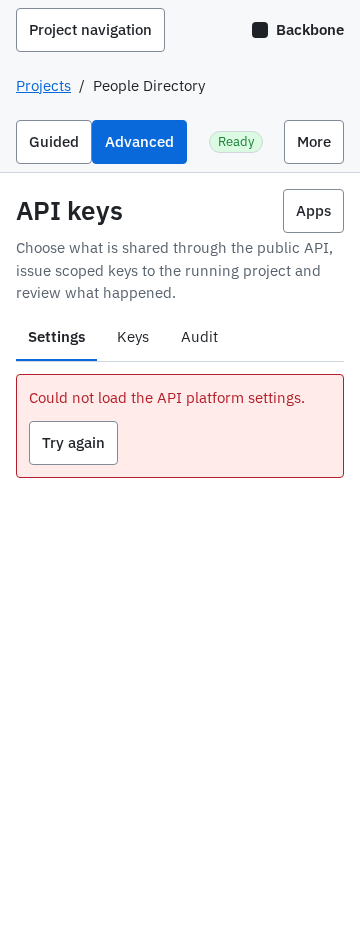 Project navigation
Backbone
Projects / People Directory
Guided
Advanced
Ready
More
API keys
Apps
Choose what is shared through the public API,
issue scoped keys to the running project and
review what happened.
Settings
Keys
Audit
Could not load the API platform settings.
Try again